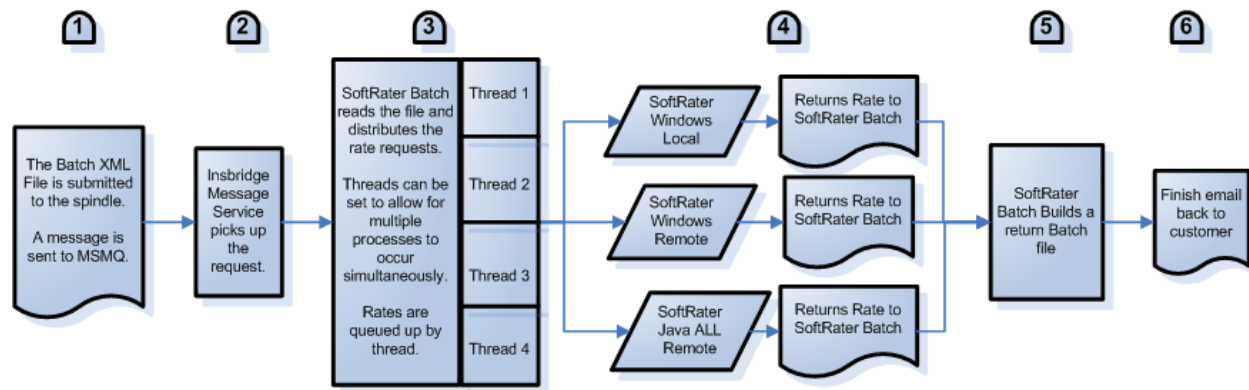 1
2
3
4
5
6
The Batch XML
File is submitted
to the spindle.
A message is
sent to MSMQ.
Insbridge
Message
Service
picks up
the
request.
SoftRater Batch
reads the file and
distributes the
rate requests.
Threads can be
set to allow for
multiple
processes to
occur
simultaneously.
Rates are
queued up by
thread.
Thread 1
Thread 2
Thread 3
Thread 4
SoftRater
Windows
Local
Returns Rate to
SoftRater Batch
SoftRater
Windows
Remote
Returns Rate to
SoftRater Batch
SoftRater
Java ALL
Remote
Returns Rate to
SoftRater Batch
SoftRater
Batch Builds a
return Batch
file
Finish email
back to
customer